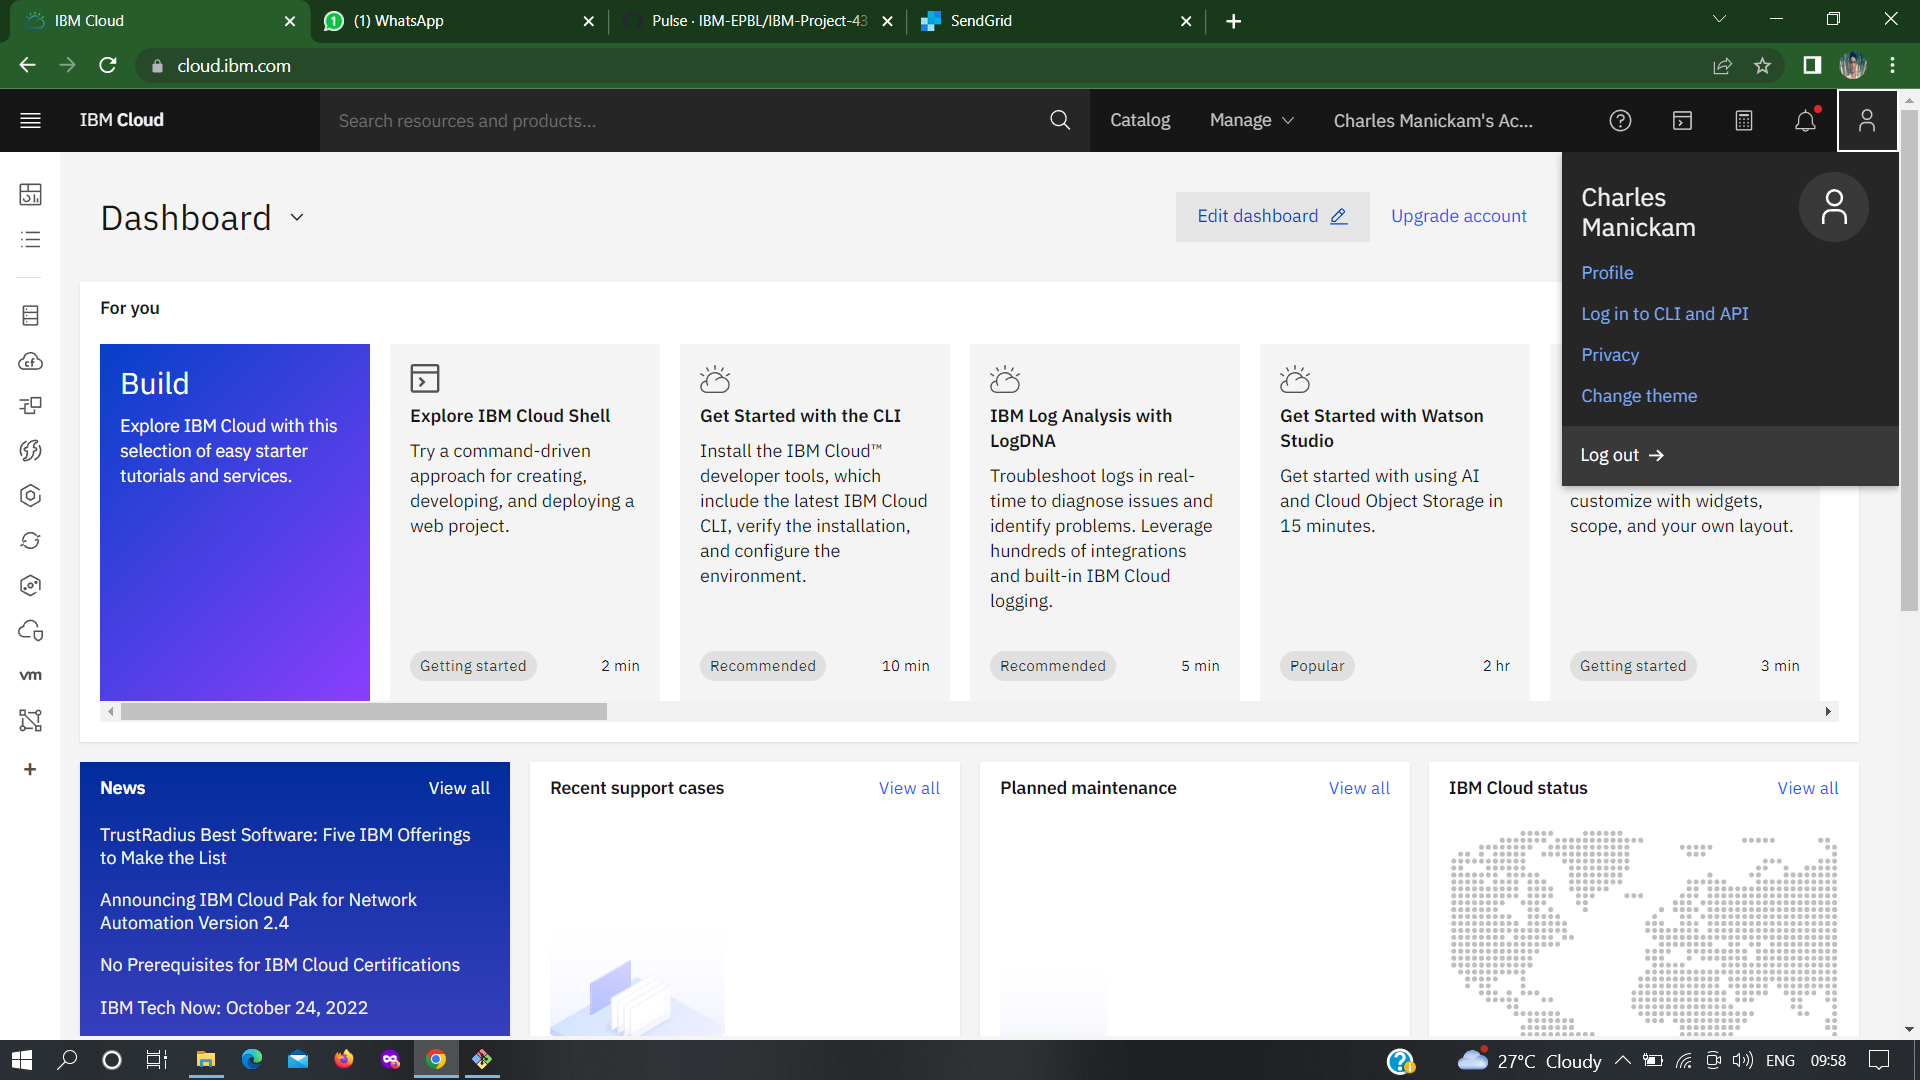 IBM Cloud
(1) WhatsApp
Pulse · IBM-EPBL/IBM-Project-43
SendGrid
cloud.ibm.com
IBM Cloud
Search resources and products...
Catalog
Manage
Charles Manickam's Ac...
Dashboard
Edit dashboard
Upgrade account
Charles
Manickam
Profile
Log in to CLI and API
Privacy
Change theme
Log out
For you
Build
Explore IBM Cloud with this
selection of easy starter
tutorials and services.
Explore IBM Cloud Shell
Try a command-driven
approach for creating,
developing, and deploying a
web project.
Getting started
2 min
Get Started with the CLI
Install the IBM Cloud™
developer tools, which
include the latest IBM Cloud
CLI, verify the installation,
and configure the
environment.
Recommended
10 min
IBM Log Analysis with
LogDNA
Troubleshoot logs in real-
time to diagnose issues and
identify problems. Leverage
hundreds of integrations
and built-in IBM Cloud
logging.
Recommended
5 min
Get Started with Watson
Studio
Get started with using AI
and Cloud Object Storage in
15 minutes.
Popular
2 hr
customize with widgets,
scope, and your own layout.
Getting started
3 min
vm
News
View all
TrustRadius Best Software: Five IBM Offerings
to Make the List
Announcing IBM Cloud Pak for Network
Automation Version 2.4
No Prerequisites for IBM Cloud Certifications
IBM Tech Now: October 24, 2022
Recent support cases
View all
Planned maintenance
View all
IBM Cloud status
View all
27°C Cloudy
ENG
09:58